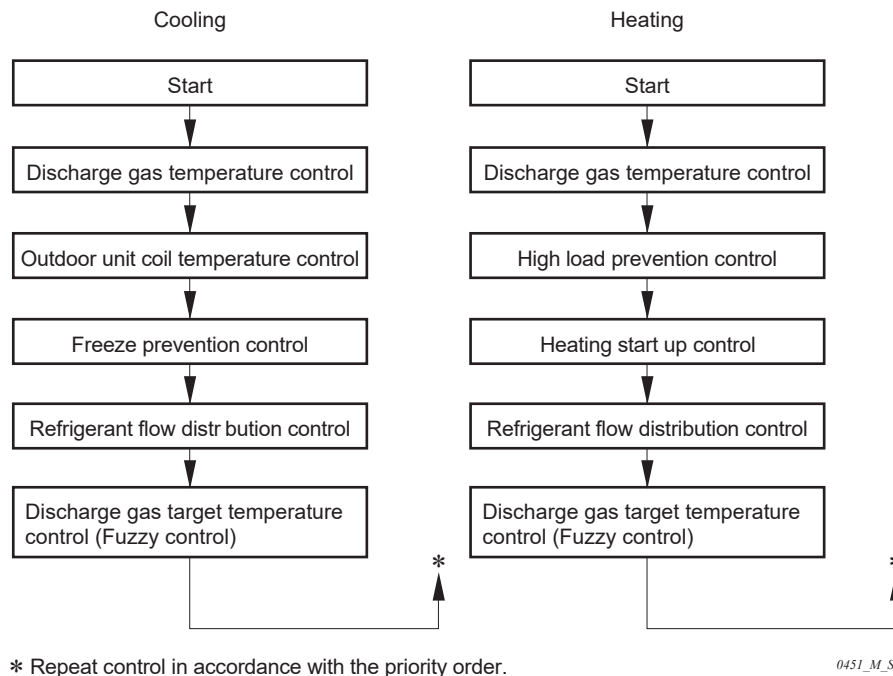 Cooling
Start
Discharge gas temperature control
Outdoor unit coil temperature control
Freeze prevention control
Refrigerant flow distr bution control
Discharge gas target temperature
control (Fuzzy control)
*
Heating
Start
Discharge gas temperature control
High load prevention control
Heating start up control
Refrigerant flow distribution control
Discharge gas target temperature
control (Fuzzy control)
*
* Repeat control in accordance with the priority order.
0451_M_S